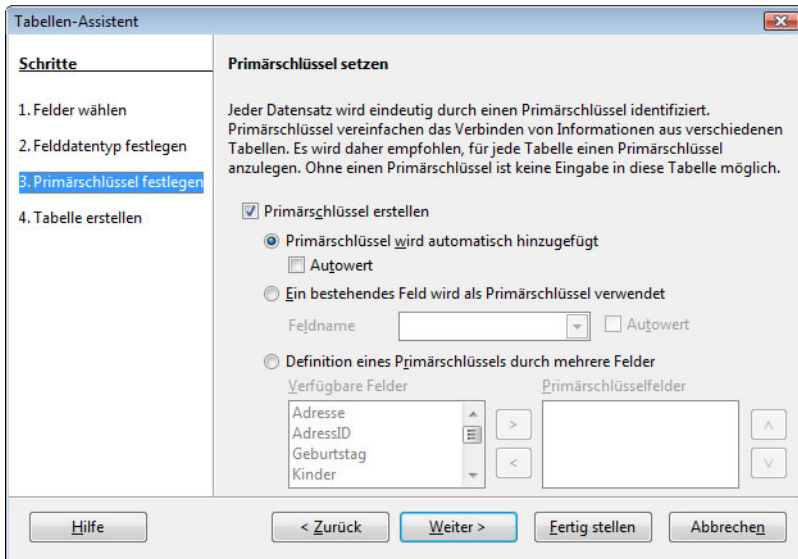 Tabellen-Assistent
Schritte
1. Felder wählen
2. Felddatentyp festlegen
3. Primärschlüssel festlegen
4. Tabelle erstellen
Primärschlüssel setzen
Jeder Datensatz wird eindeutig durch einen Primärschlüssel identifiziert.
Primärschlüssel vereinfachen das Verbinden von Informationen aus verschiedenen
Tabellen. Es wird daher empfohlen, für jede Tabelle einen Primärschlüssel
anzulegen. Ohne einen Primärschlüssel ist keine Eingabe in diese Tabelle möglich.
Primärschlüssel erstellen
Primärschlüssel wird automatisch hinzugefügt
Autowert
Ein bestehendes Feld wird als Primärschlüssel verwendet
Feldname Autowert
Definition eines Primärschlüssels durch mehrere Felder
Verfügbare Felder Primärschlüsselfelder
Adresse
AdressID
Geburtstag
Kinder
>
<
Hilfe < Zurück Weiter > Fertig stellen Abbrechen